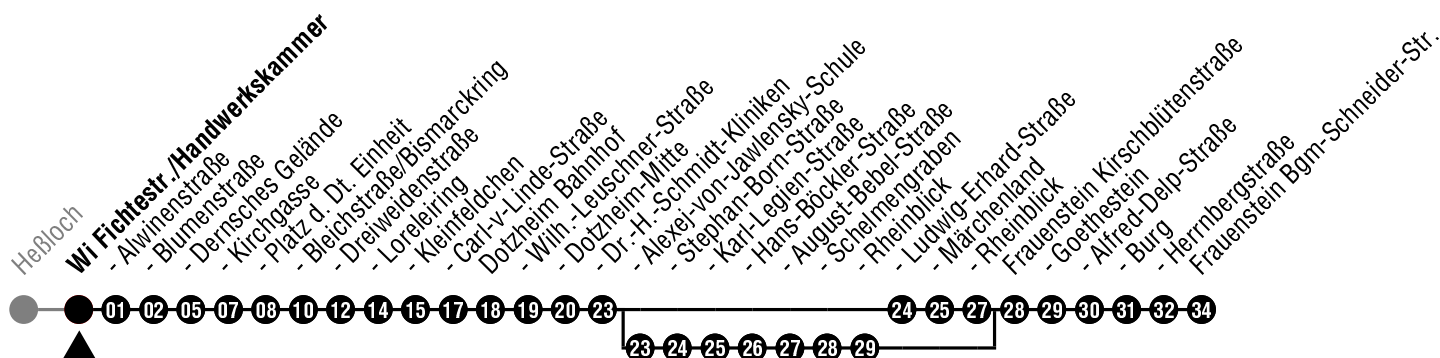 Heßloch
Wi Fichtestr./Handwerkskammer
- Alwinenstraße
- Blumenstraße
- Dernsches Gelände
- Kirchgasse
- Platz d. Dt. Einheit
- Bleichstraße/Bismarckring
- Dreiweidenstraße
- Loreleiring
- Kleinfeldchen
- Carl-v-Linde-Straße
Dotzheim Bahnhof
- Wilh.-Leuschner-Straße
- Dotzheim-Mitte
- Dr.-H.-Schmidt-Kliniken
- Alexej-von-Jawlensky-Schule
- Stephan-Born-Straße
- Karl-Legien-Straße
- Hans-Böckler-Straße
- August-Bebel-Straße
- Schelmengraben
- Rheinblick
- Ludwig-Erhard-Straße
- Märchenland
- Rheinblick
Frauenstein Kirschblütenstraße
- Goethestein
- Alfred-Delp-Straße
- Burg
- Herrnbergstraße
Frauenstein Bgm-Schneider-Str.
01 02 05 07 08 10 12 14 15 17 18 19 20 23 24 25 27 28 29 30 31 32 34
23 24 25 26 27 28 29